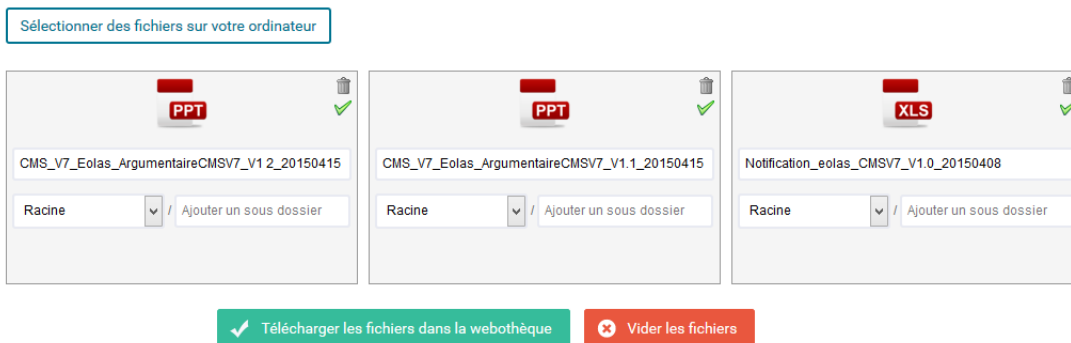 Sélectionner des fichiers sur votre ordinateur
PPT PPT XLS
CMS_V7_Eolas_ArgumentaireCMSV7_V1 2_20150415 CMS_V7_Eolas_ArgumentaireCMSV7_V1.1_20150415 Notification_eolas_CMSV7_V1.0_20150408
Racine / Ajouter un sous dossier Racine / Ajouter un sous dossier Racine / Ajouter un sous dossier
Télécharger les fichiers dans la webothèque Vider les fichiers